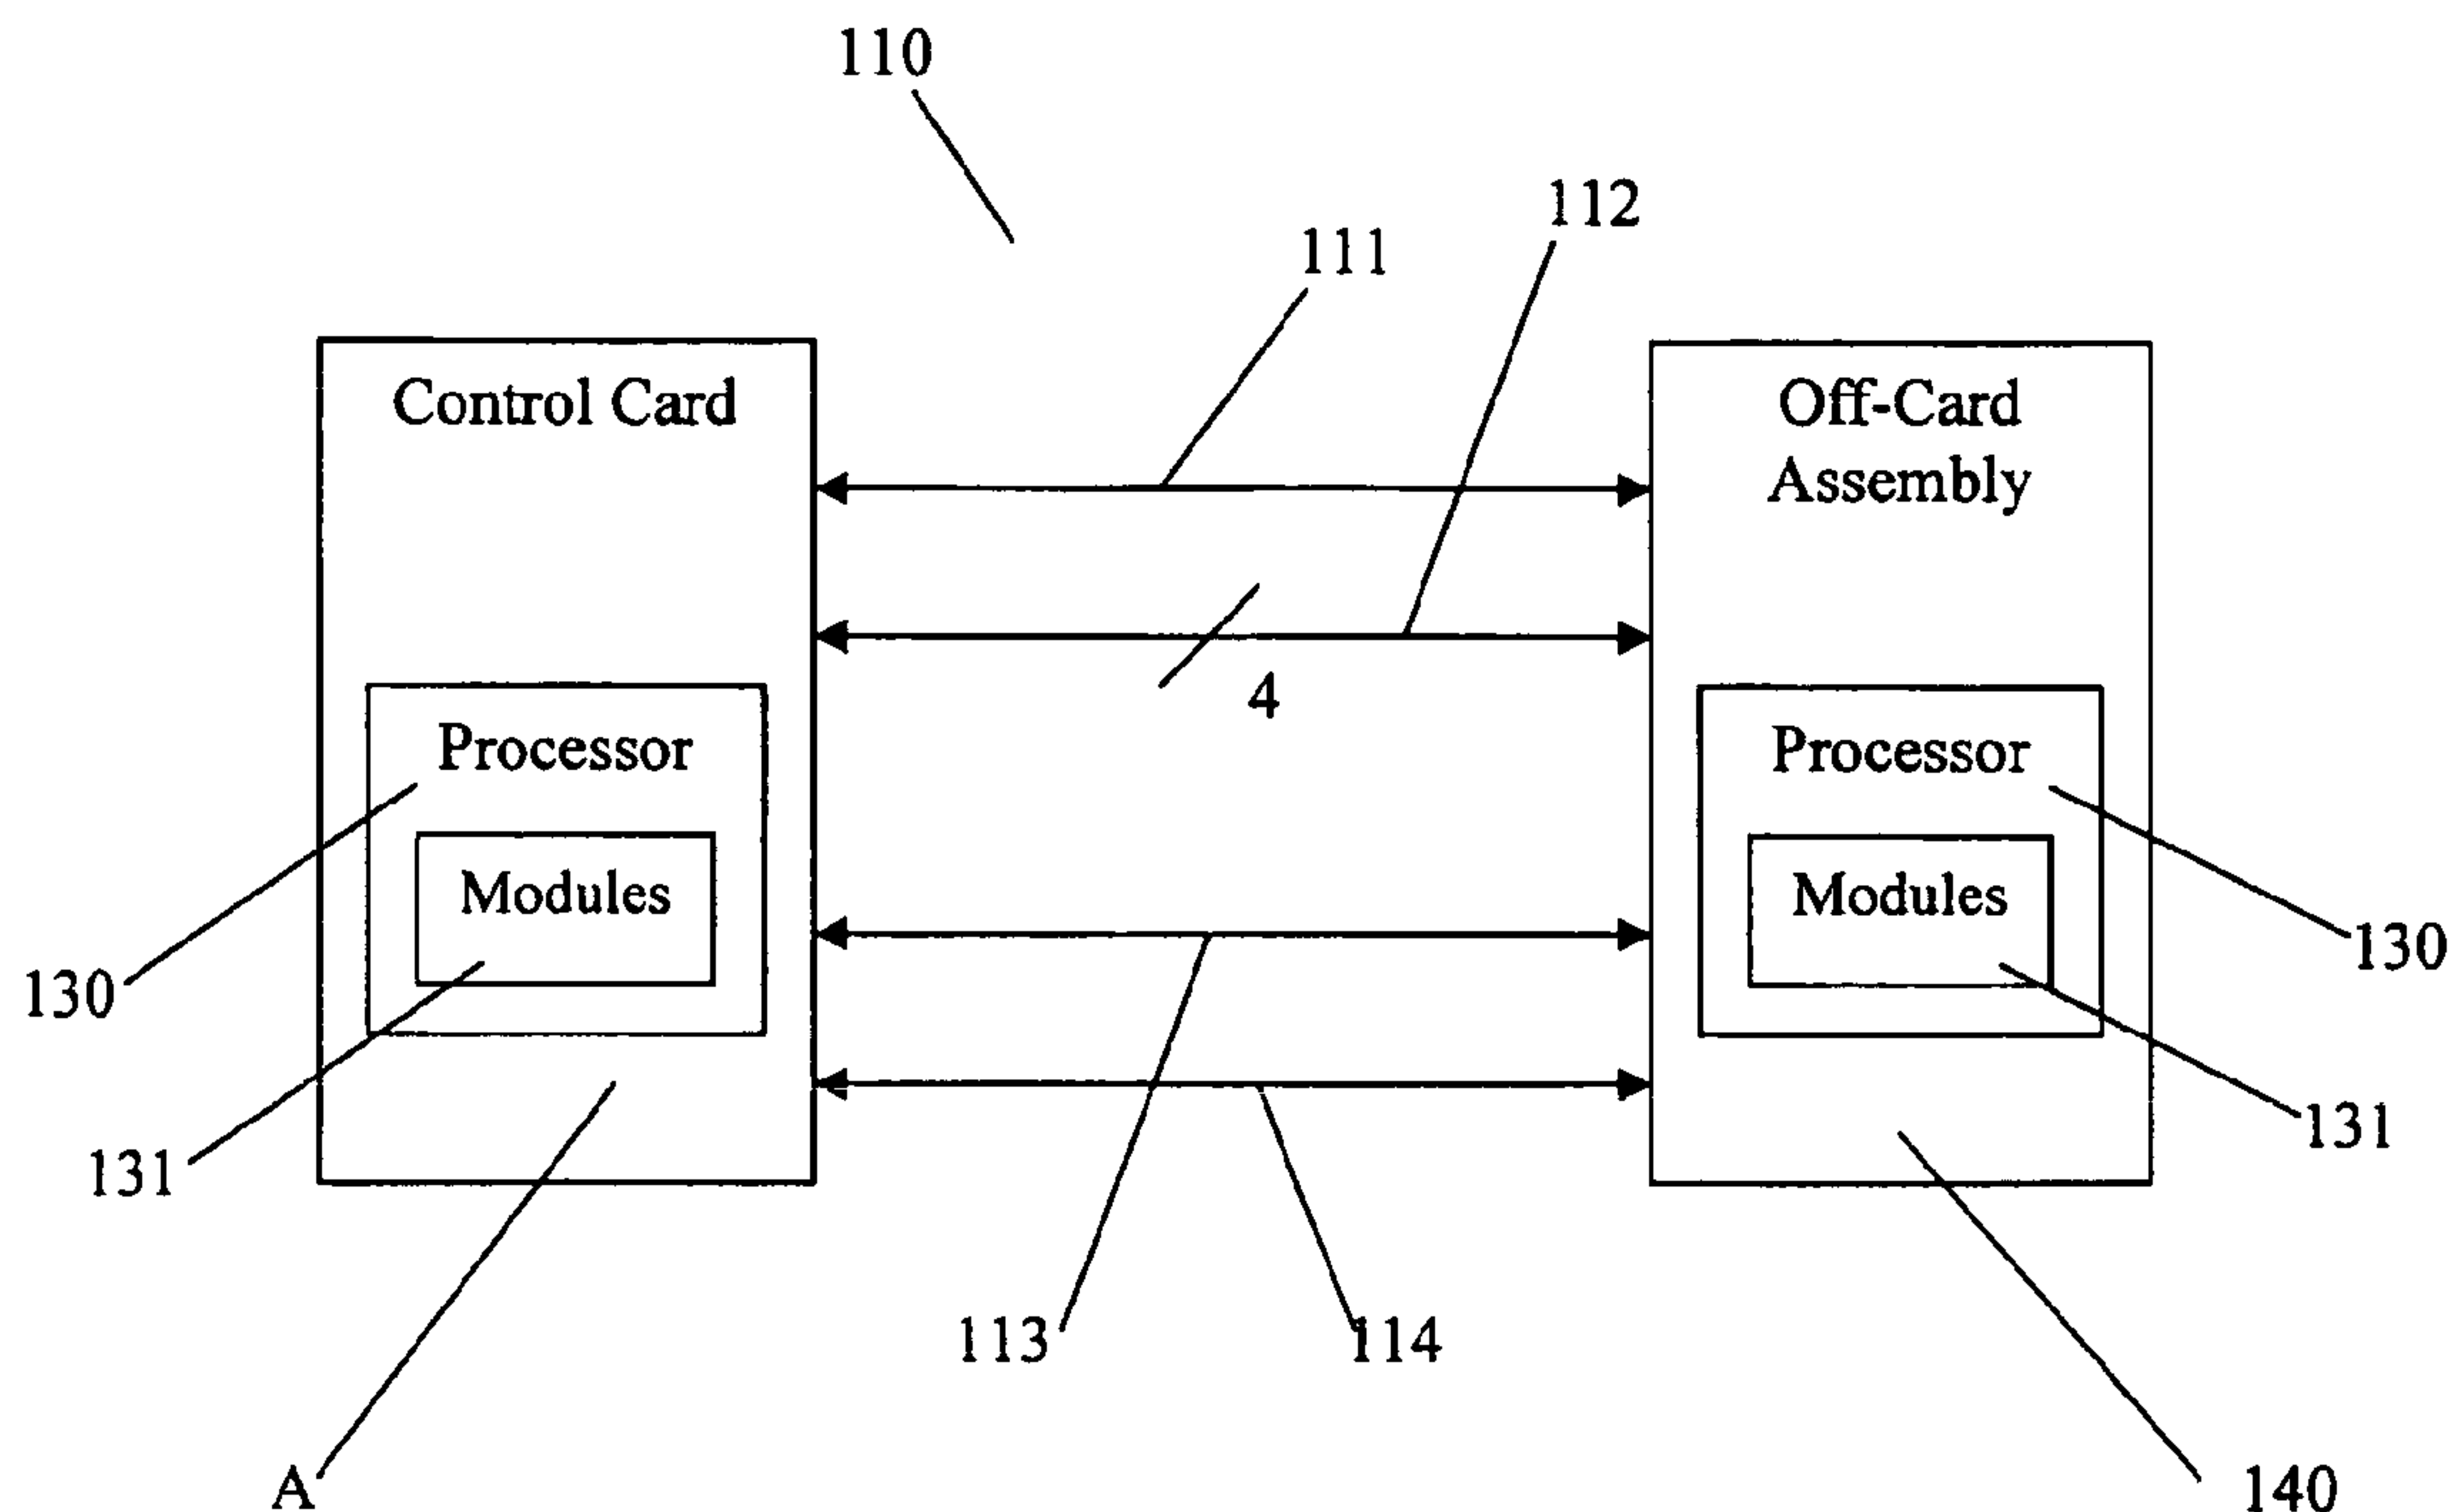 110
112
111
Control Card
Off-Card
Assembly
4
Processor
Processor
Modules
Modules
130
130
131
131
113
114
A
140